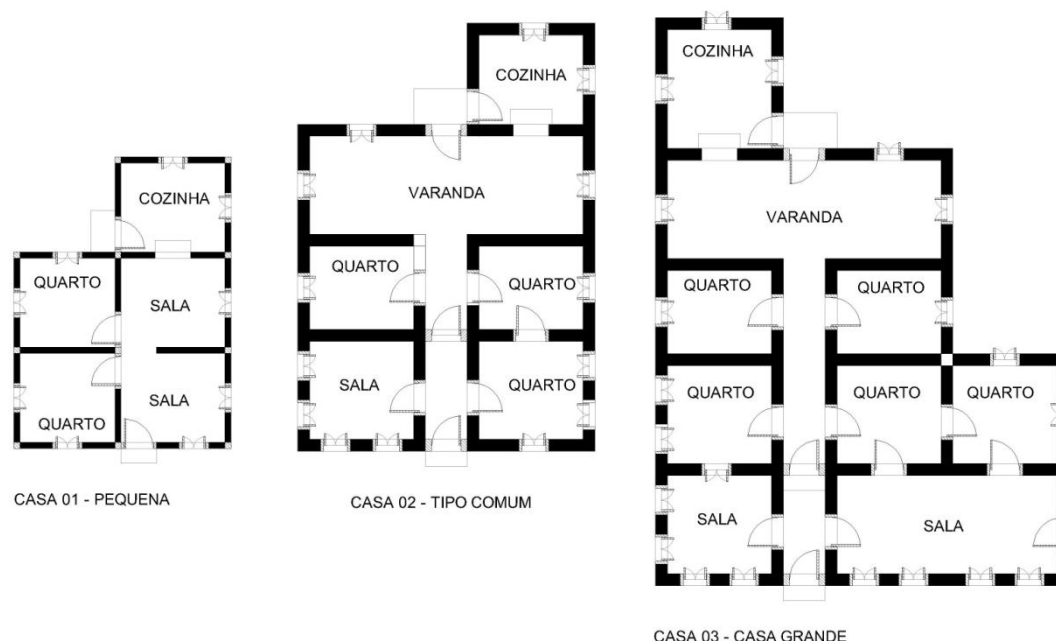 COZINHA
QUARTO
SALA
QUARTO
SALA
CASA 01 - PEQUENA
COZINHA
VARANDA
QUARTO
QUARTO
SALA
QUARTO
CASA 02 - TIPO COMUM
COZINHA
VARANDA
QUARTO
QUARTO
QUARTO
QUARTO
QUARTO
SALA
SALA
CASA 03 - CASA GRANDE